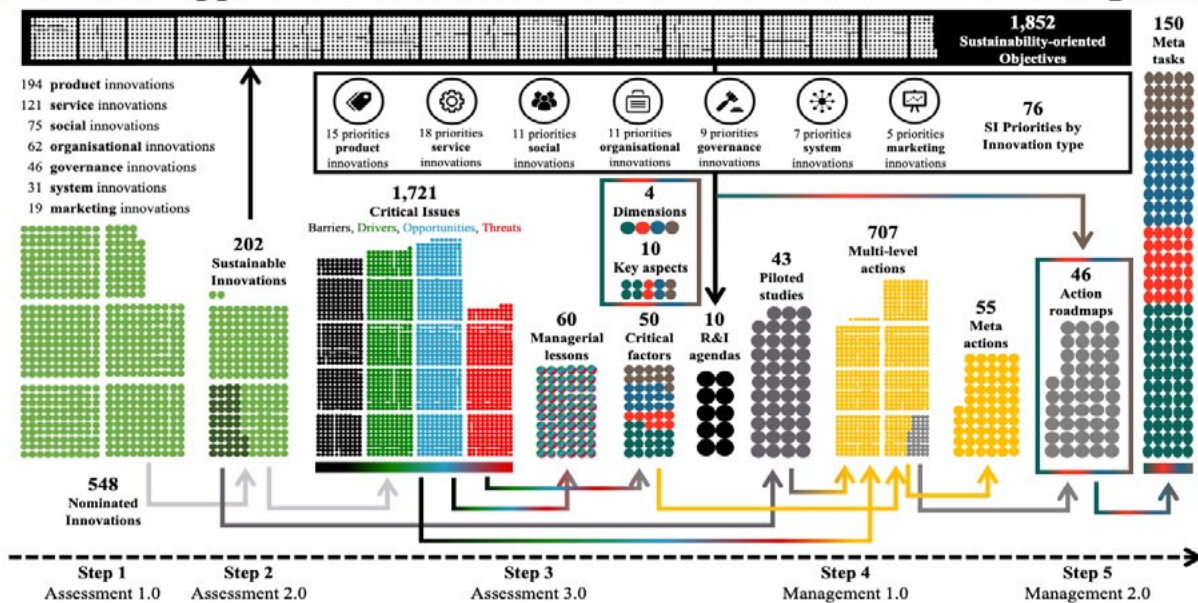 1,852
Sustainability-oriented
Objectives
150
Meta
tasks
194 product innovations
121 service innovations
75 social innovations
62 organisational innovations
46 governance innovations
31 system innovations
19 marketing innovations
15 priorities
product
innovations
18 priorities
service
innovations
11 priorities
social
innovations
11 priorities
organisational
innovations
9 priorities
governance
innovations
7 priorities
system
innovations
5 priorities
marketing
innovations
76
SI Priorities by
Innovation type
1,721
Critical Issues
Barriers, Drivers, Opportunities, Threats
202
Sustainable
Innovations
4
Dimensions
10
Key aspects
60
Managerial
lessons
50
Critical
factors
10
R&I
agendas
43
Piloted
studies
707
Multi-level
actions
55
Meta
actions
46
Action
roadmaps
548
Nominated
Innovations
Step 1
Assessment 1.0
Step 2
Assessment 2.0
Step 3
Assessment 3.0
Step 4
Management 1.0
Step 5
Management 2.0